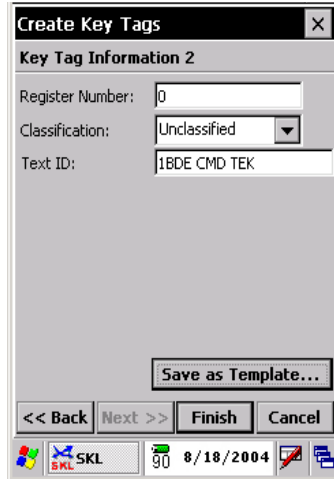 Create Key Tags
Key Tag Information 2
Register Number: 0
Classification: Unclassified
Text ID: 1BDE CMD TEK
Save as Template...
<< Back Next >> Finish Cancel
SKL SKL 90 8/18/2004